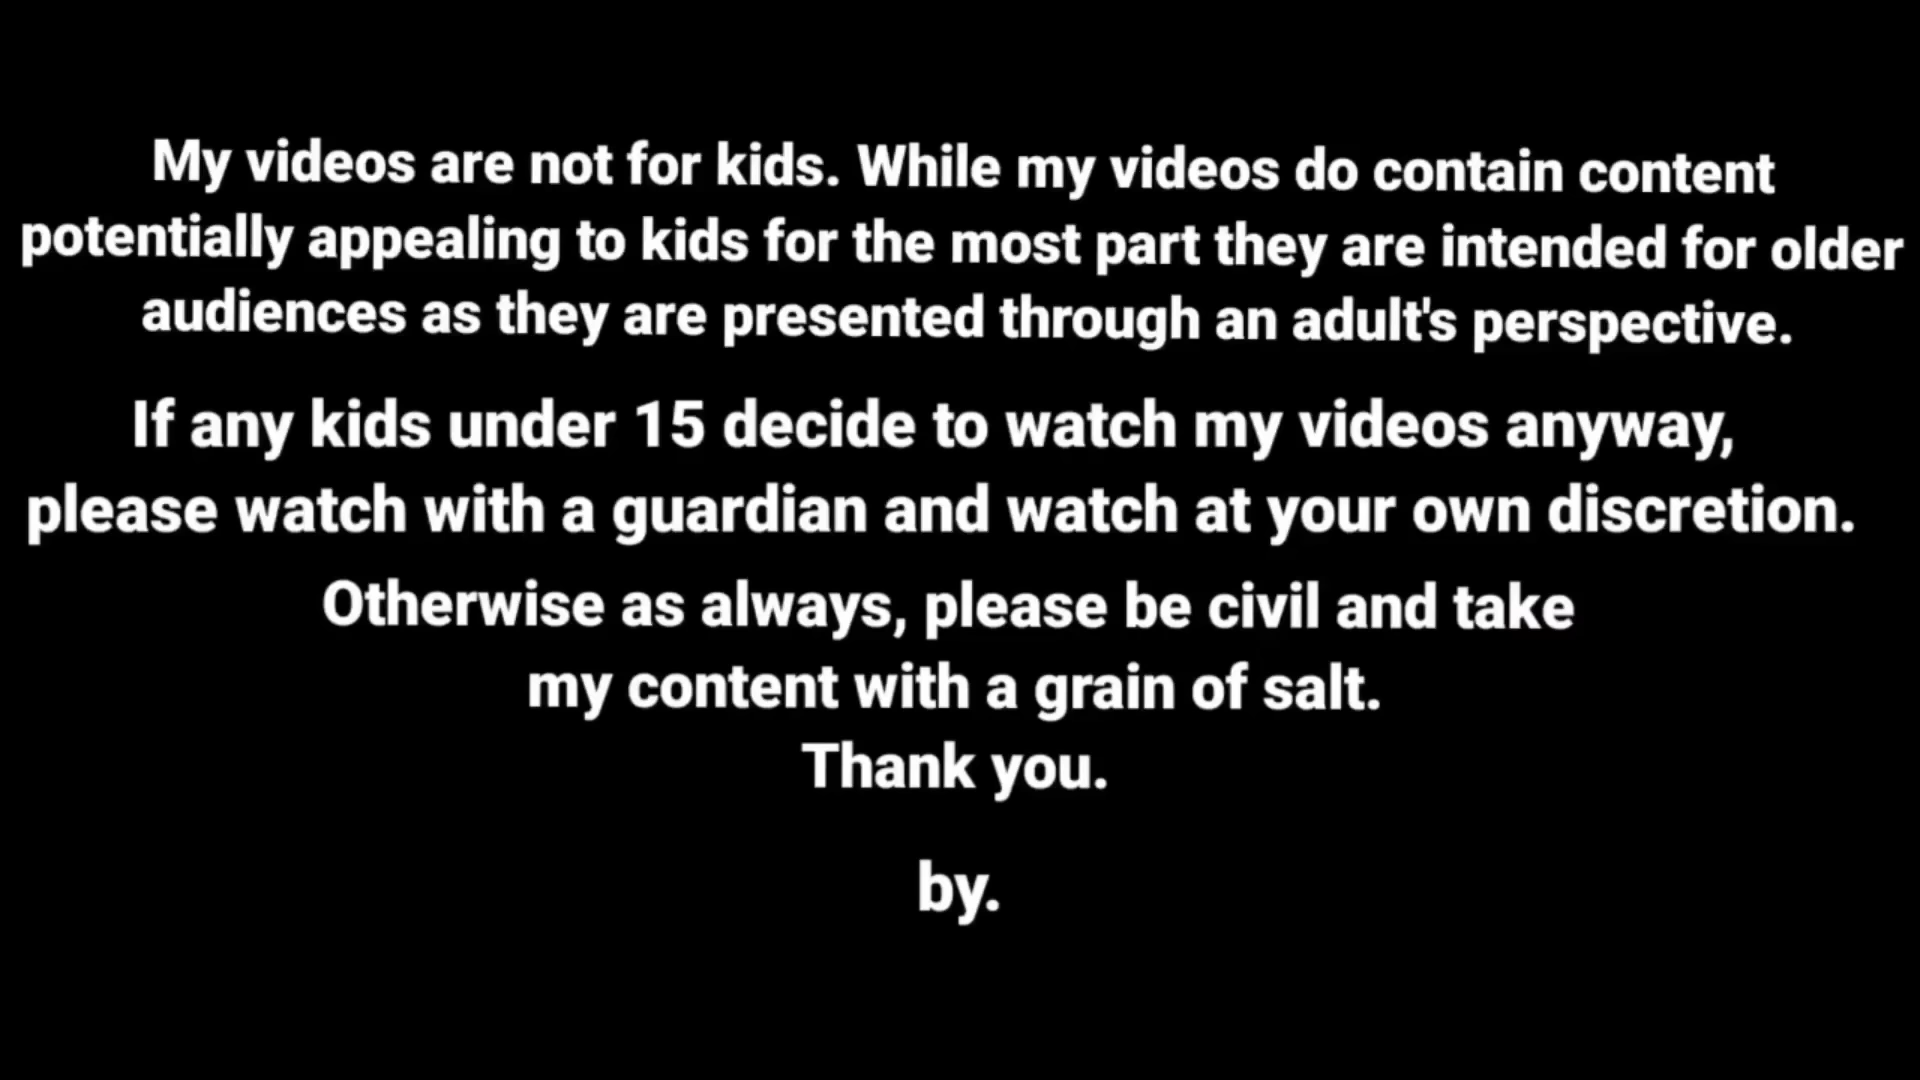 My videos are not for kids. While my videos do contain content
potentially appealing to kids for the most part they are intended for older
audiences as they are presented through an adult's perspective.
If any kids under 15 decide to watch my videos anyway,
please watch with a guardian and watch at your own discretion.
Otherwise as always, please be civil and take
my content with a grain of salt.
Thank you.
by.